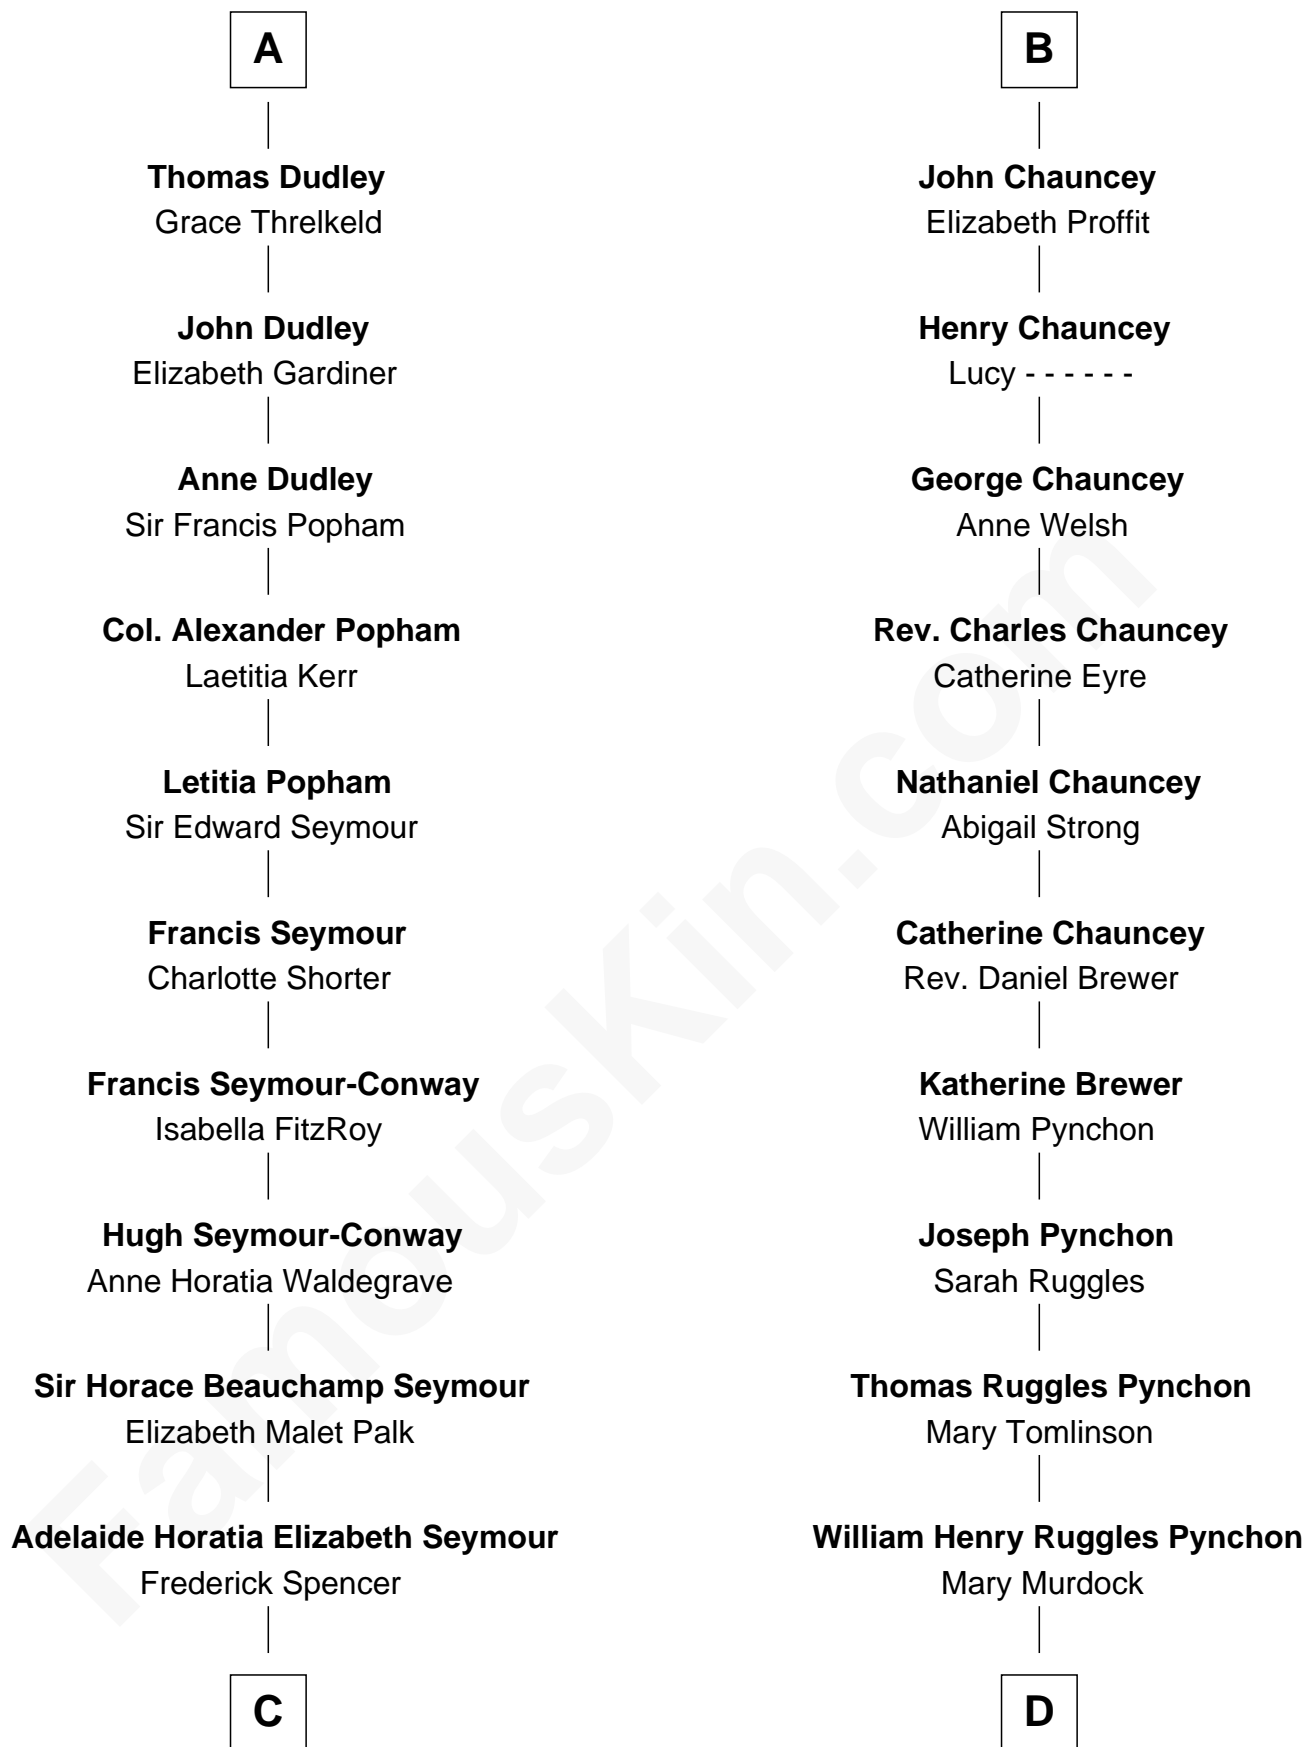 A
Thomas Dudley
Grace Threlkeld
John Dudley
Elizabeth Gardiner
Anne Dudley
Sir Francis Popham
Col. Alexander Popham
Laetitia Kerr
Letitia Popham
Sir Edward Seymour
Francis Seymour
Charlotte Shorter
Francis Seymour-Conway
Isabella FitzRoy
Hugh Seymour-Conway
Anne Horatia Waldegrave
Sir Horace Beauchamp Seymour
Elizabeth Malet Palk
Adelaide Horatia Elizabeth Seymour
Frederick Spencer
C
B
John Chauncey
Elizabeth Proffit
Henry Chauncey
Lucy - - - - - -
George Chauncey
Anne Welsh
Rev. Charles Chauncey
Catherine Eyre
Nathaniel Chauncey
Abigail Strong
Catherine Chauncey
Rev. Daniel Brewer
Katherine Brewer
William Pynchon
Joseph Pynchon
Sarah Ruggles
Thomas Ruggles Pynchon
Mary Tomlinson
William Henry Ruggles Pynchon
Mary Murdock
D
FamousKin.com